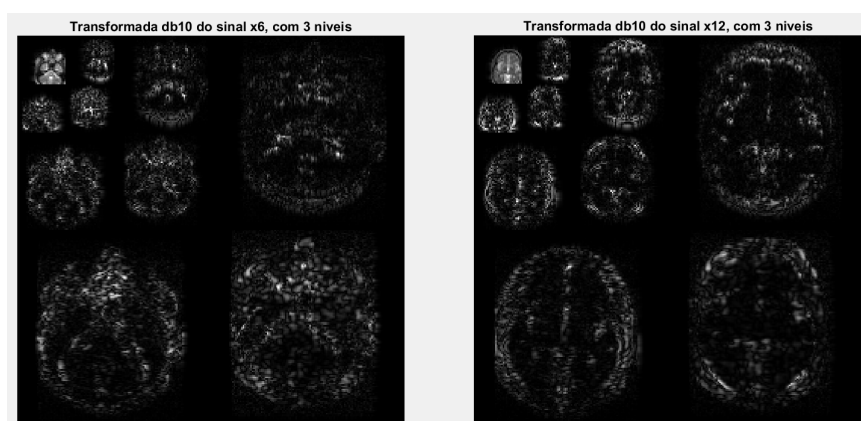 Transformada db10 do sinal x6, com 3 niveis
Transformada db10 do sinal x12, com 3 niveis